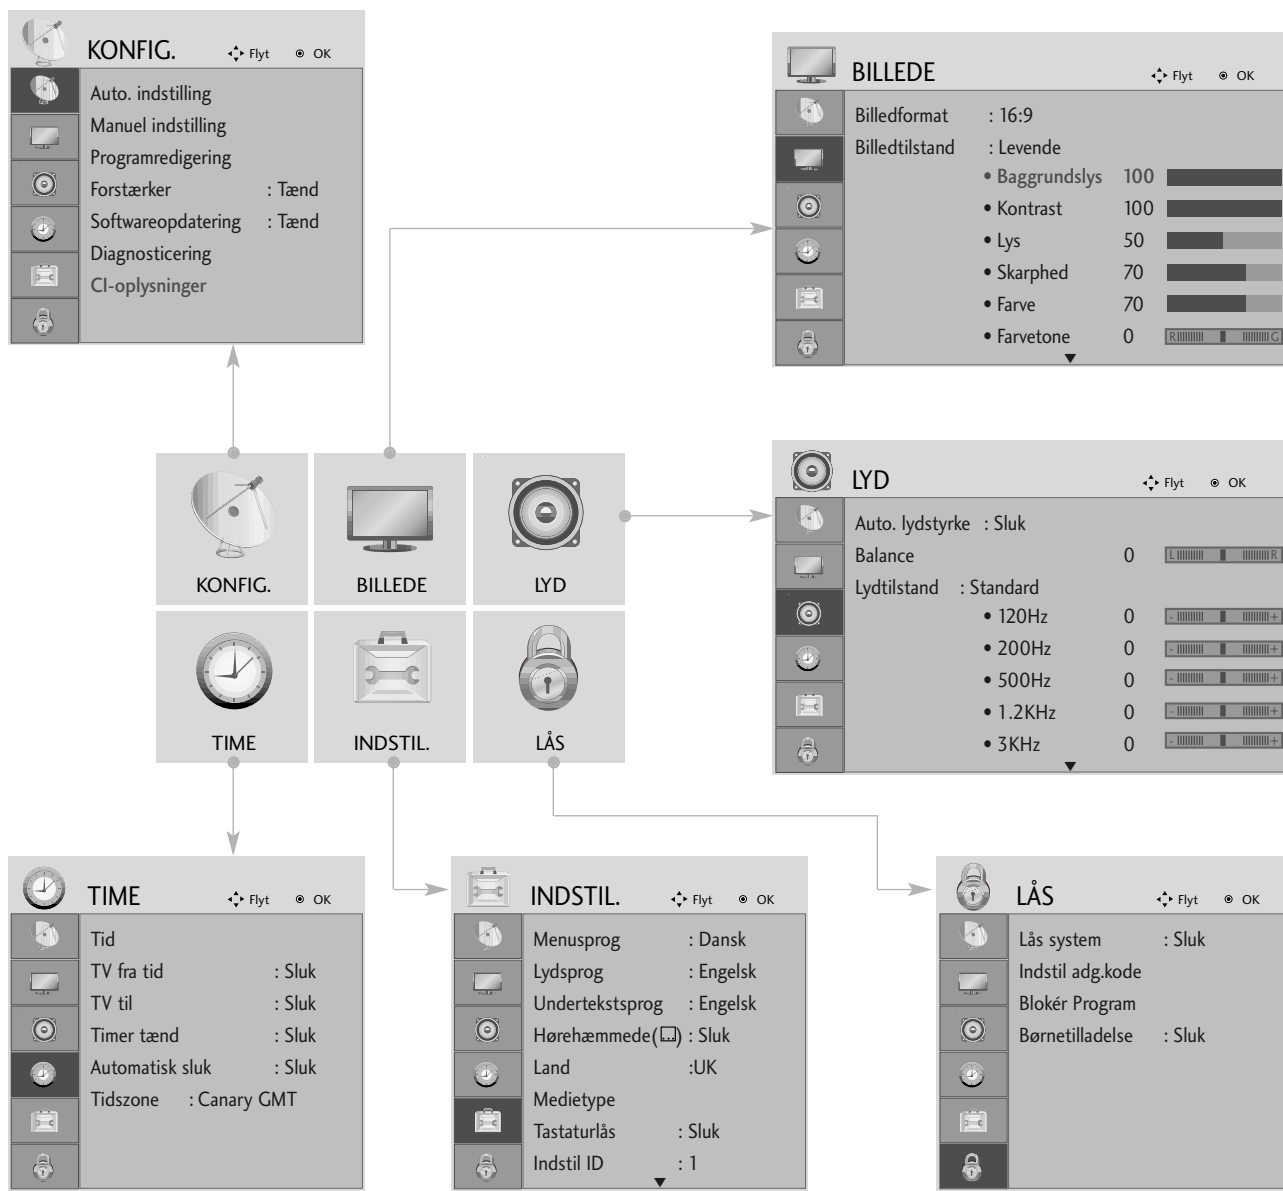 KONFIG. Flyt OK
Auto. indstilling
Manuel indstilling
Programredigering
Forstærker : Tænd
Softwareopdatering : Tænd
Diagnosticering
CI-oplysninger
BILLEDE Flyt OK
Billedformat : 16:9
Billedtilstand : Levende
• Baggrundslys 100
• Kontrast 100
• Lys 50
• Skarphed 70
• Farve 70
• Farvetone 0 R G
KONFIG. BILLEDE LYD
TIME INDSTIL. LÅS
LYD Flyt OK
Auto. lydstyrke : Sluk
Balance 0 L R
Lydtilstand : Standard
• 120Hz 0 - +
• 200Hz 0 - +
• 500Hz 0 - +
• 1.2KHz 0 - +
• 3KHz 0 - +
TIME Flyt OK
Tid
TV fra tid : Sluk
TV til : Sluk
Timer tænd : Sluk
Automatisk sluk : Sluk
Tidszone : Canary GMT
INDSTIL. Flyt OK
Menusprog : Dansk
Lydsprog : Engelsk
Undertekstsprog : Engelsk
Hørehæmmede( ) : Sluk
Land :UK
Medietype
Tastaturlås : Sluk
Indstil ID : 1
LÅS Flyt OK
Lås system : Sluk
Indstil adg.kode
Blokér Program
Børnetilladelse : Sluk